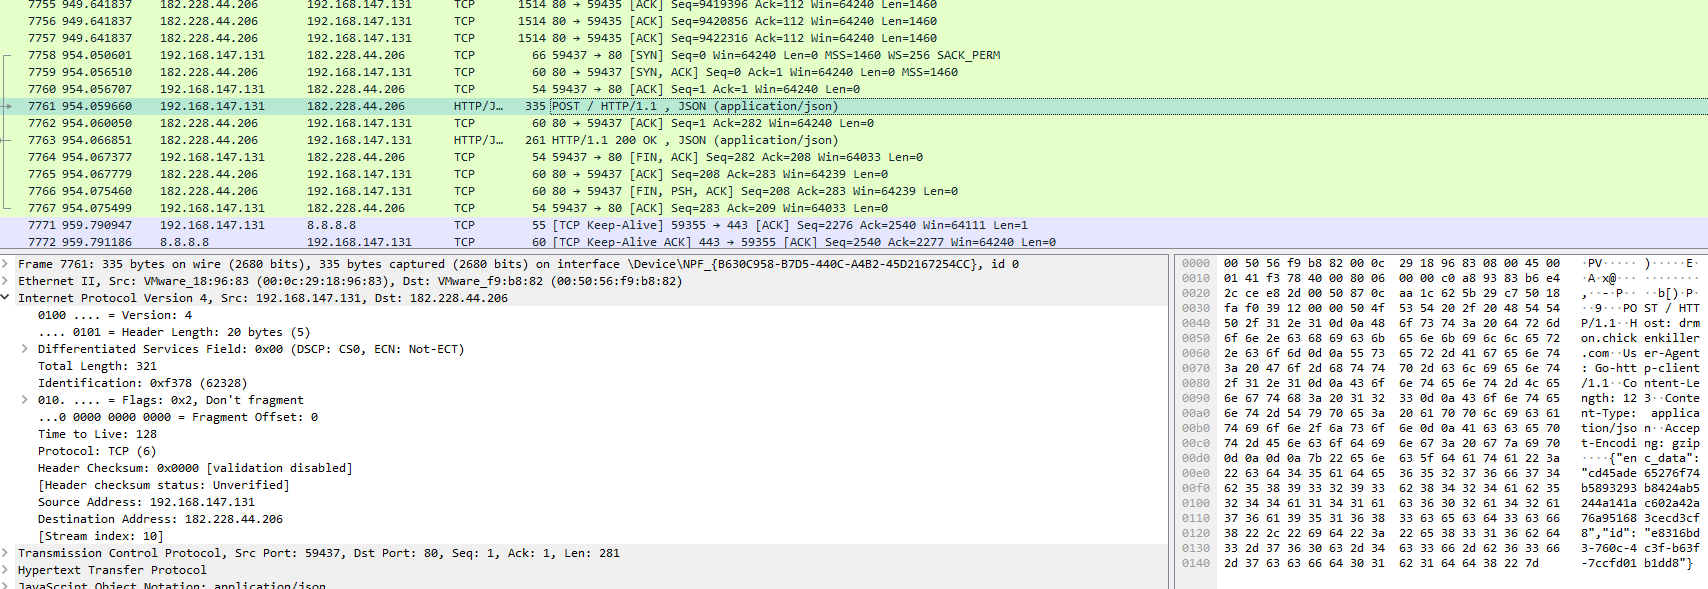 7755 949.641837 182.228.44.206 192.168.147.131 TCP 1514 80 → 59435 [ACK] Seq=9419396 Ack=112 Win=64240 Len=1460
7756 949.641837 182.228.44.206 192.168.147.131 TCP 1514 80 → 59435 [ACK] Seq=9420856 Ack=112 Win=64240 Len=1460
7757 949.641837 182.228.44.206 192.168.147.131 TCP 1514 80 → 59435 [ACK] Seq=9422316 Ack=112 Win=64240 Len=1460
7758 954.050601 192.168.147.131 182.228.44.206 TCP 66 59437 → 80 [SYN] Seq=0 Win=64240 Len=0 MSS=1460 WS=256 SACK_PERM
7759 954.056510 182.228.44.206 192.168.147.131 TCP 60 80 → 59437 [SYN, ACK] Seq=0 Ack=1 Win=64240 Len=0 MSS=1460
7760 954.056707 192.168.147.131 182.228.44.206 TCP 54 59437 → 80 [ACK] Seq=1 Ack=1 Win=64240 Len=0
7761 954.059660 192.168.147.131 182.228.44.206 HTTP/J… 335 POST / HTTP/1.1 , JSON (application/json)
7762 954.060050 182.228.44.206 192.168.147.131 TCP 60 80 → 59437 [ACK] Seq=1 Ack=282 Win=64240 Len=0
7763 954.066851 182.228.44.206 192.168.147.131 HTTP/J… 261 HTTP/1.1 200 OK , JSON (application/json)
7764 954.067377 192.168.147.131 182.228.44.206 TCP 54 59437 → 80 [FIN, ACK] Seq=282 Ack=208 Win=64033 Len=0
7765 954.067779 182.228.44.206 192.168.147.131 TCP 60 80 → 59437 [ACK] Seq=208 Ack=283 Win=64239 Len=0
7766 954.075460 182.228.44.206 192.168.147.131 TCP 60 80 → 59437 [FIN, PSH, ACK] Seq=208 Ack=283 Win=64239 Len=0
7767 954.075499 192.168.147.131 182.228.44.206 TCP 54 59437 → 80 [ACK] Seq=283 Ack=209 Win=64033 Len=0
7771 959.790947 192.168.147.131 8.8.8.8 TCP 55 [TCP Keep-Alive] 59355 → 443 [ACK] Seq=2276 Ack=2540 Win=64111 Len=1
7772 959.791186 8.8.8.8 192.168.147.131 TCP 60 [TCP Keep-Alive ACK] 443 → 59355 [ACK] Seq=2540 Ack=2277 Win=64240 Len=0
Frame 7761: 335 bytes on wire (2680 bits), 335 bytes captured (2680 bits) on interface \Device\NPF_{B630C958-B7D5-440C-A4B2-45D2167254CC}, id 0
Ethernet II, Src: VMware_18:96:83 (00:0c:29:18:96:83), Dst: VMware_f9:b8:82 (00:50:56:f9:b8:82)
Internet Protocol Version 4, Src: 192.168.147.131, Dst: 182.228.44.206
0100 .... = Version: 4
.... 0101 = Header Length: 20 bytes (5)
Differentiated Services Field: 0x00 (DSCP: CS0, ECN: Not-ECT)
Total Length: 321
Identification: 0xf378 (62328)
010. .... = Flags: 0x2, Don't fragment
...0 0000 0000 0000 = Fragment Offset: 0
Time to Live: 128
Protocol: TCP (6)
Header Checksum: 0x0000 [validation disabled]
[Header checksum status: Unverified]
Source Address: 192.168.147.131
Destination Address: 182.228.44.206
[Stream index: 10]
Transmission Control Protocol, Src Port: 59437, Dst Port: 80, Seq: 1, Ack: 1, Len: 281
Hypertext Transfer Protocol
JavaScript Object Notation: application/json
0000 00 50 56 f9 b8 82 00 0c 29 18 96 83 08 00 45 00 ·PV·····)·····E·
0010 01 41 f3 78 40 00 80 06 00 00 c0 a8 93 83 b6 e4 ·A·x@···········
0020 2c ce e8 2d 00 50 87 0c aa 1c 62 5b 29 c7 50 18 ,··-·P····b[)·P·
0030 fa f0 39 12 00 00 50 4f 53 54 20 2f 20 48 54 54 ··9···POST / HTT
0040 50 2f 31 2e 31 0d 0a 48 6f 73 74 3a 20 64 72 6d P/1.1··Host: drm
0050 6f 6e 2e 63 68 69 63 6b 65 6e 6b 69 6c 6c 65 72 on.chickenkiller
0060 2e 63 6f 6d 0d 0a 55 73 65 72 2d 41 67 65 6e 74 .com··User-Agent
0070 3a 20 47 6f 2d 68 74 74 70 2d 63 6c 69 65 6e 74 : Go-http-client
0080 2f 31 2e 31 0d 0a 43 6f 6e 74 65 6e 74 2d 4c 65 /1.1··Content-Le
0090 6e 67 74 68 3a 20 31 32 33 0d 0a 43 6f 6e 74 65 ngth: 123··Conte
00a0 6e 74 2d 54 79 70 65 3a 20 61 70 70 6c 69 63 61 nt-Type: applica
00b0 74 69 6f 6e 2f 6a 73 6f 6e 0d 0a 41 63 63 65 70 tion/json··Accep
00c0 74 2d 45 6e 63 6f 64 69 6e 67 3a 20 67 7a 69 70 t-Encoding: gzip
00d0 0d 0a 0d 0a 7b 22 65 6e 63 5f 64 61 74 61 22 3a ····{"enc_data":
00e0 22 63 64 34 35 61 64 65 36 35 32 37 36 66 37 34 "cd45ade65276f74
00f0 62 35 38 39 33 32 39 33 62 38 34 32 34 61 62 35 b5893293b8424ab5
0100 32 34 34 61 31 34 31 61 63 36 30 32 61 34 32 61 244a141ac602a42a
0110 37 36 61 39 35 31 36 38 33 63 65 63 64 33 63 66 76a951683cecd3cf
0120 38 22 2c 22 69 64 22 3a 22 65 38 33 31 36 62 64 8","id":"e8316bd
0130 33 2d 37 36 30 63 2d 34 63 33 66 2d 62 36 33 66 3-760c-4c3f-b63f
0140 2d 37 63 63 66 64 30 31 62 31 64 64 38 22 7d -7ccfd01b1dd8"}